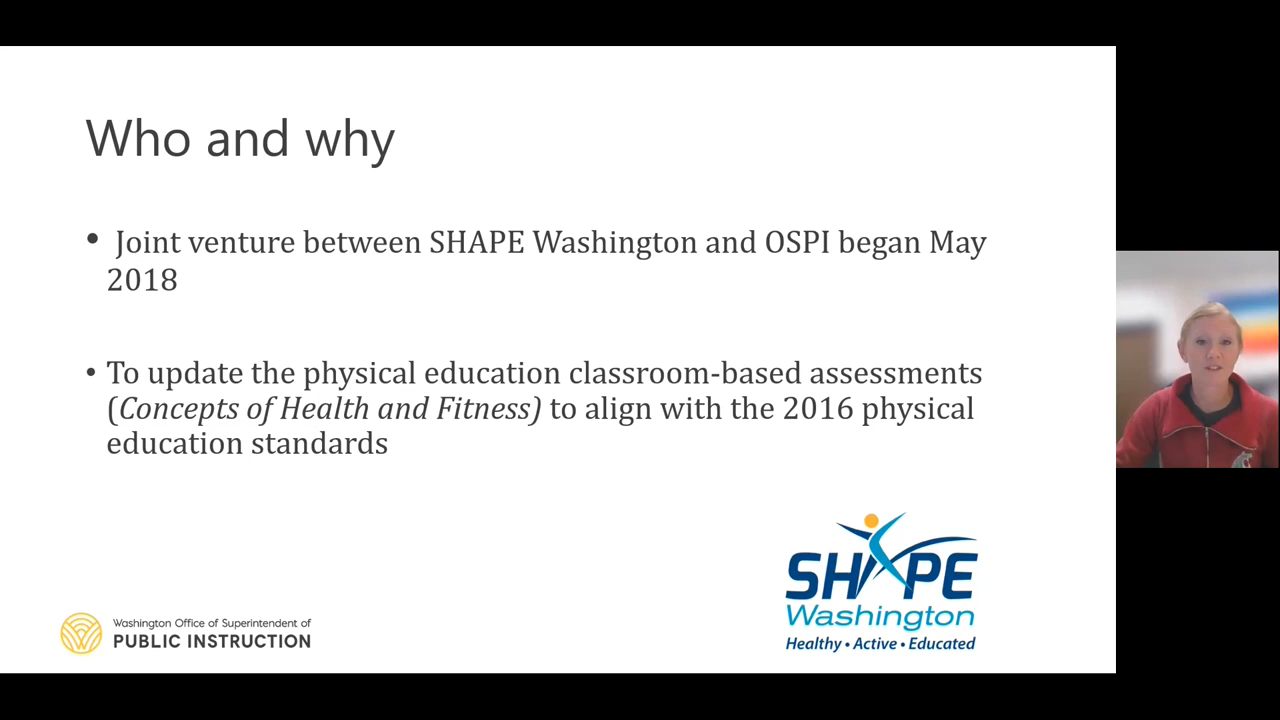 Who and why
• Joint venture between SHAPE Washington and OSPI began May
2018
• To update the physical education classroom-based assessments
(Concepts of Health and Fitness) to align with the 2016 physical
education standards
SHAPE
Washington
Healthy • Active • Educated
Washington Office of Superintendent of
PUBLIC INSTRUCTION